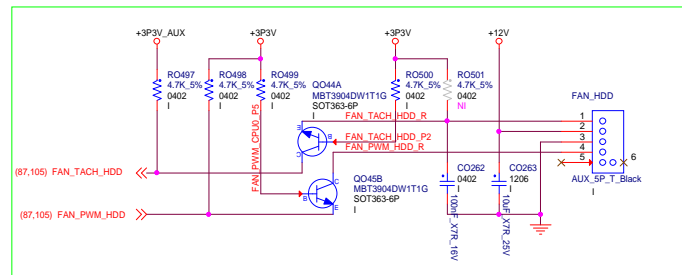 +3P3V_AUX
+3P3V
+3P3V
+12V
RO497
4.7K_5%
0402
I
RO498
4.7K_5%
0402
I
RO499
4.7K_5%
0402
I
QO44A
MBT3904DW1T1G
SOT363-6P
I
RO500
4.7K_5%
0402
I
RO501
4.7K_5%
0402
NI
FAN_HDD
FAN_TACH_HDD_R
FAN_TACH_HDD_P2
FAN_PWM_HDD_R
FAN_PWM_CPU0_P5
E
B
C
1
2
3
4
5
6
AUX_5P_T_Black
I
(87,105) FAN_TACH_HDD
QO45B
MBT3904DW1T1G
SOT363-6P
I
C
B
E
CO262
0402
I
100nF_X7R_16V
CO263
1206
I
10uF_X7R_25V
(87,105) FAN_PWM_HDD